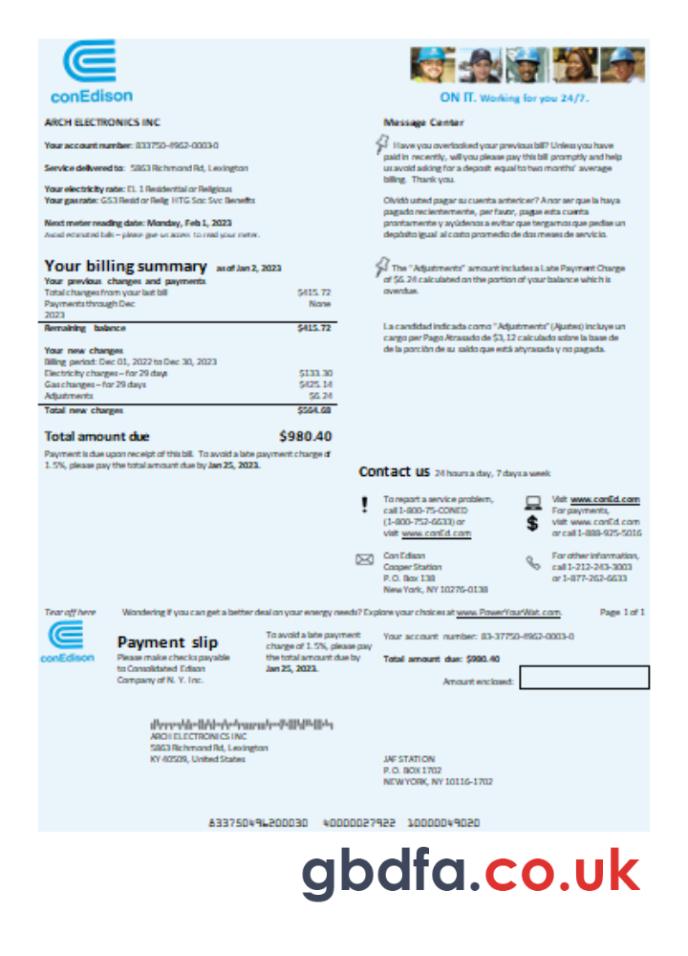 conEdison
ON IT. Working for you 24/7.
ARCH ELECTRONICS INC
Your account number: 833750-4962-0003-0
Service delivered to: 5863 Richmond Rd, Lexington
Your electricity rate: EL 1 Residential or Religious
Your gas rate: GS3 Resid or Relig HTG Soc Svc Benefits
Next meter reading date: Monday, Feb 1, 2023
Avoid estimated bills – please give us access to read your meter.
Your billing summary as of Jan 2, 2023
Your previous changes and payments
Total changes from your last bill $415.72
Payments through Dec None
2023
Remaining balance $415.72
Your new changes
Billing period: Dec 01, 2022 to Dec 30, 2023
Electricity charges – for 29 days $133.30
Gas changes – for 29 days $425.14
Adjustments $6.24
Total new charges $564.68
Total amount due $980.40
Payment is due upon receipt of this bill. To avoid a late payment charge of
1.5%, please pay the total amount due by Jan 25, 2023.
Message Center
Have you overlooked your previous bill? Unless you have
paid in recently, will you please pay this bill promptly and help
us avoid asking for a deposit equal to two months' average
billing. Thank you.
Olvidó usted pagar su cuenta antericer? A nor ser que la haya
pagado recientemente, per favor, pague esta cuenta
prontamente y ayúdenos a evitar que tergamos que pedise un
depósito igual al costo promedio de dos meses de servicio.
The "Adjustments" amount includes a Late Payment Charge
of $6.24 calculated on the portion of your balance which is
overdue.
La candidad indicada como "Adjustments" (Ajustes) incluye un
cargo per Pago Atrasado de $3,12 calculado sobre la base de
de la porción de su saldo que está atyrasada y no pagada.
Contact us 24 hours a day, 7 days a week
To report a service problem,
call 1-800-75-CONED
(1-800-752-6633) or
visit www.conEd.com
Visit www.conEd.com
For payments,
visit www.conEd.com
or call 1-888-925-5016
Con Edison
Cooper Station
P.O. Box 138
New York, NY 10276-0138
For other information,
call 1-212-243-3003
or 1-877-262-6633
Tear off here Wondering if you can get a better deal on your energy needs? Explore your choices at www.PowerYourWat.com. Page 1 of 1
conEdison
Payment slip
Please make checks payable
to Consolidated Edison
Company of N. Y. Inc.
To avoid a late payment
charge of 1.5%, please pay
the total amount due by
Jan 25, 2023.
Your account number: 83-37750-4962-0003-0
Total amount due: $980.40
Amount enclosed:
ARCH ELECTRONICS INC
5863 Richmond Rd, Lexington
KY 40509, United States
JAF STATION
P.O. BOX 1702
NEW YORK, NY 10116-1702
833750496200030 40000027922 10000049020
gbdfa.co.uk